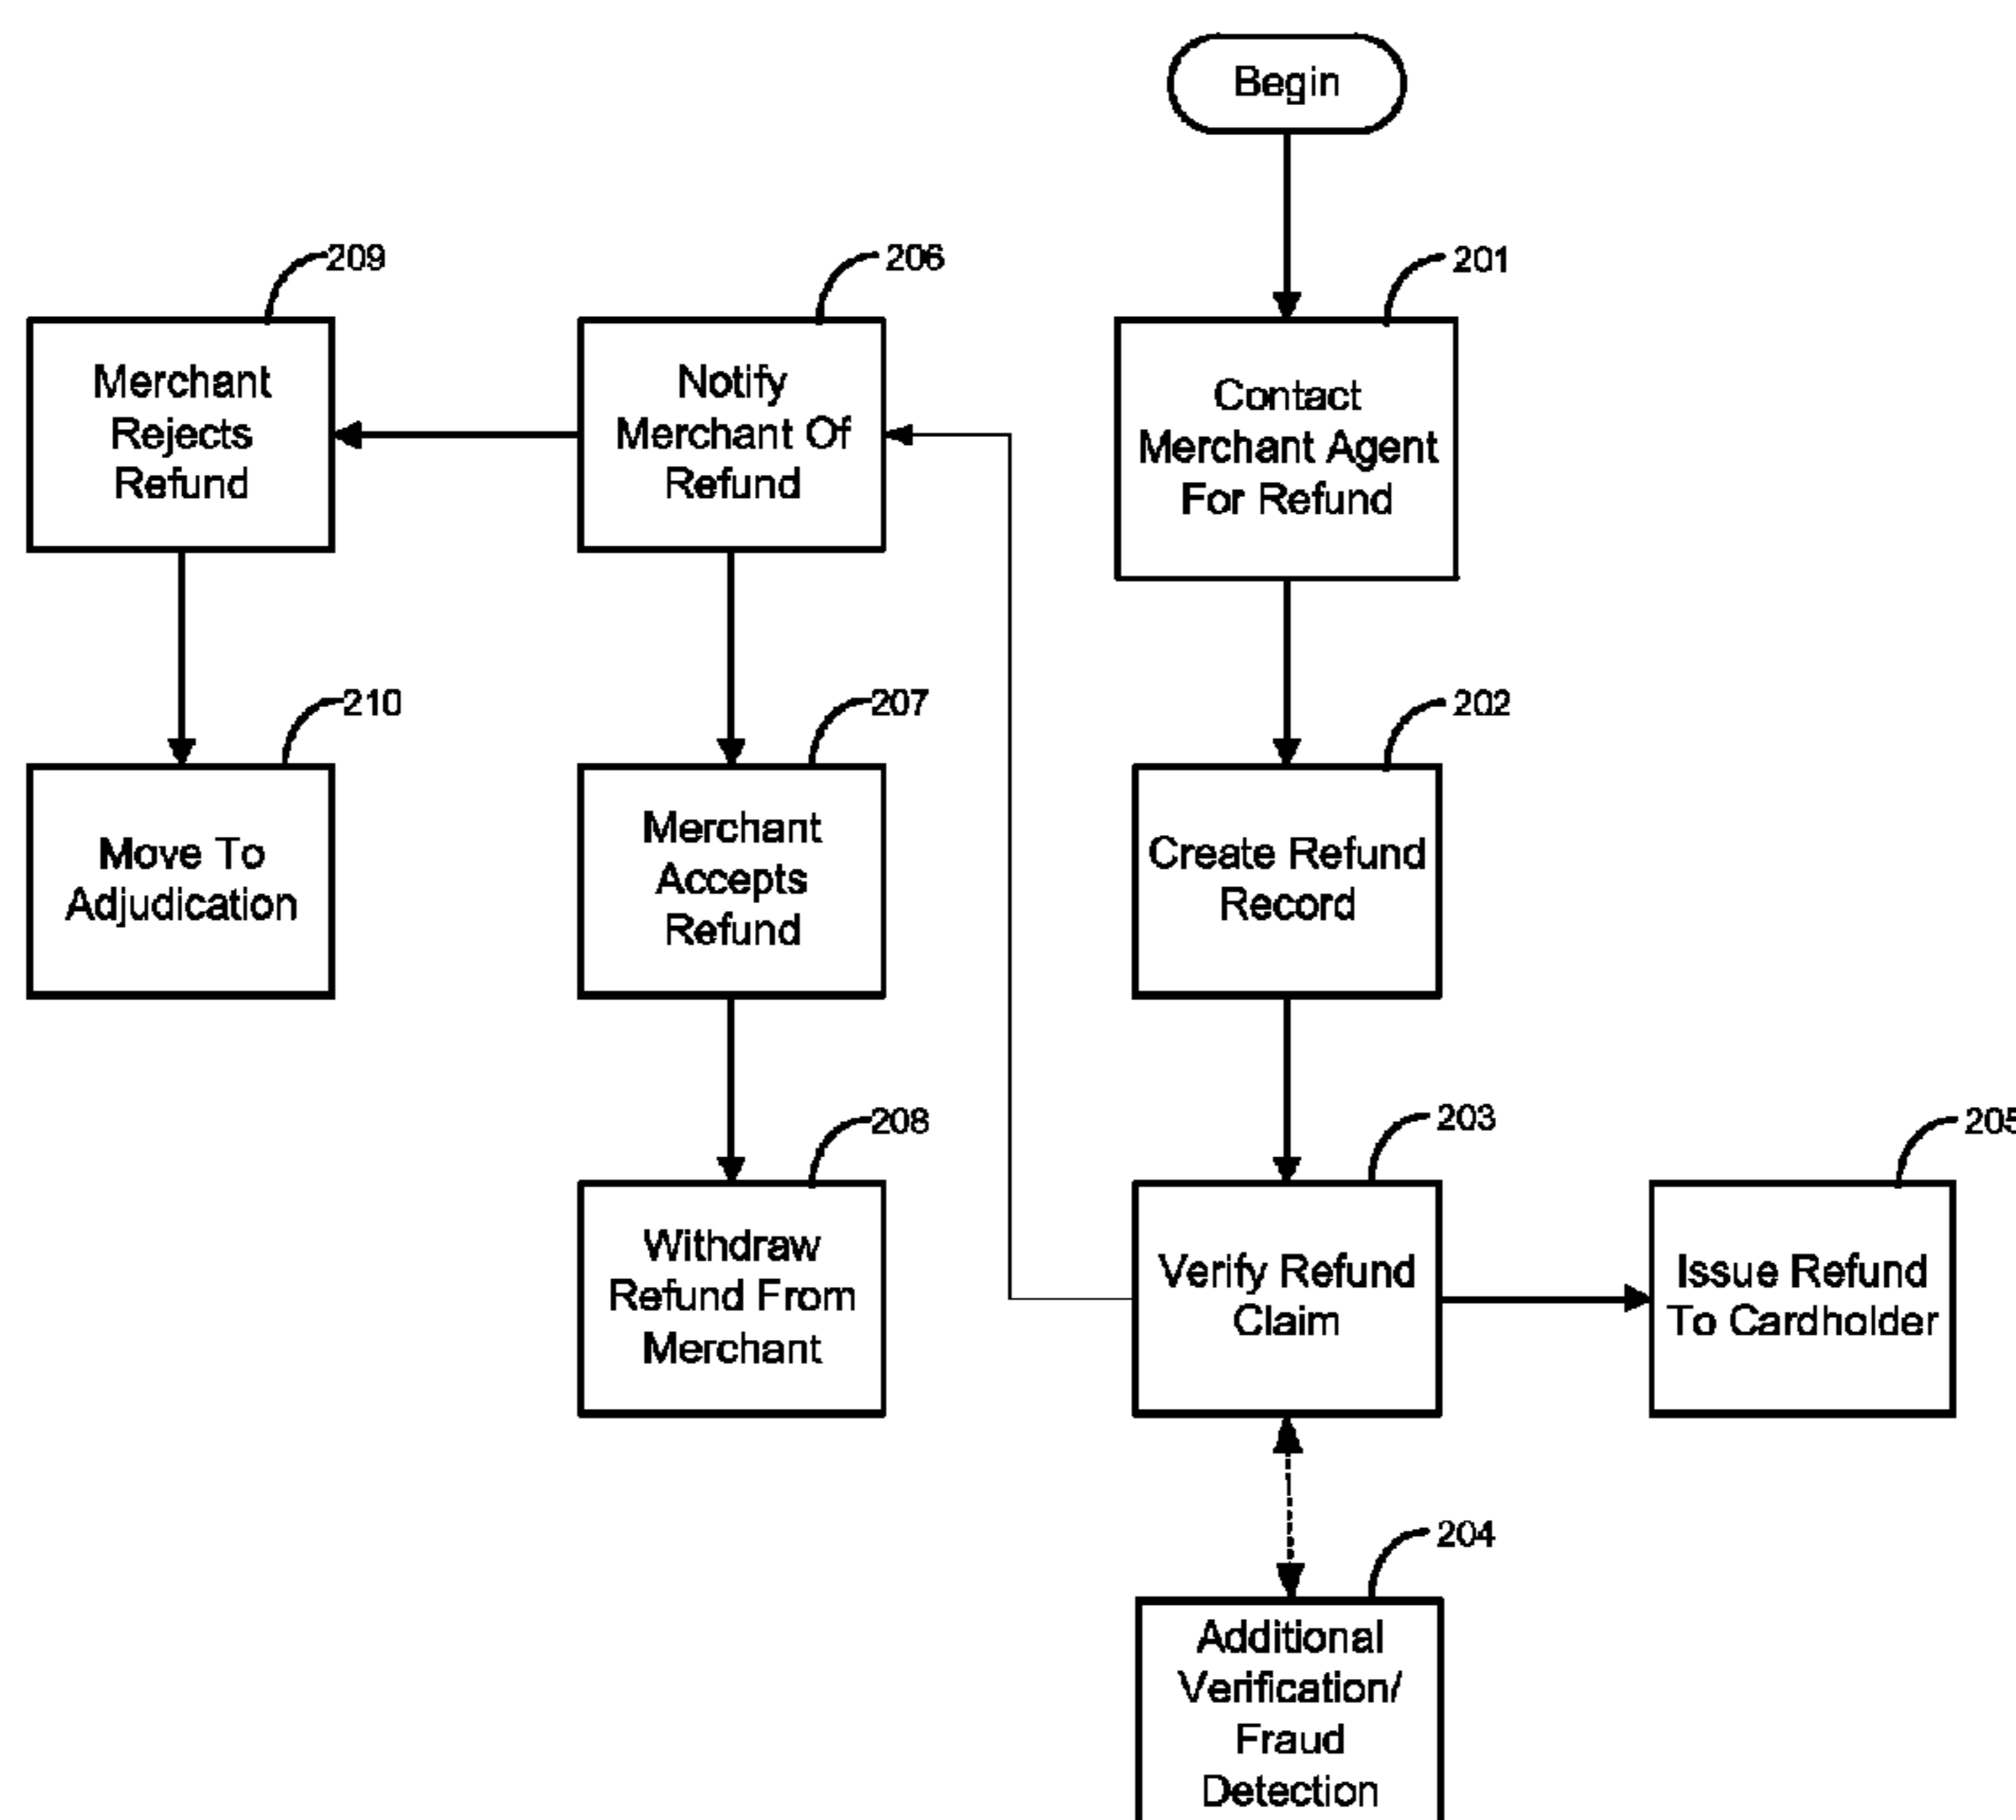 Begin
209
206
201
Merchant
Rejects
Refund
Notify
Merchant Of
Refund
Contact
Merchant Agent
For Refund
210
207
202
Move To
Adjudication
Merchant
Accepts
Refund
Create Refund
Record
208
203
205
Withdraw
Refund From
Merchant
Verify Refund
Claim
Issue Refund
To Cardholder
204
Additional
Verification/
Fraud
Detection